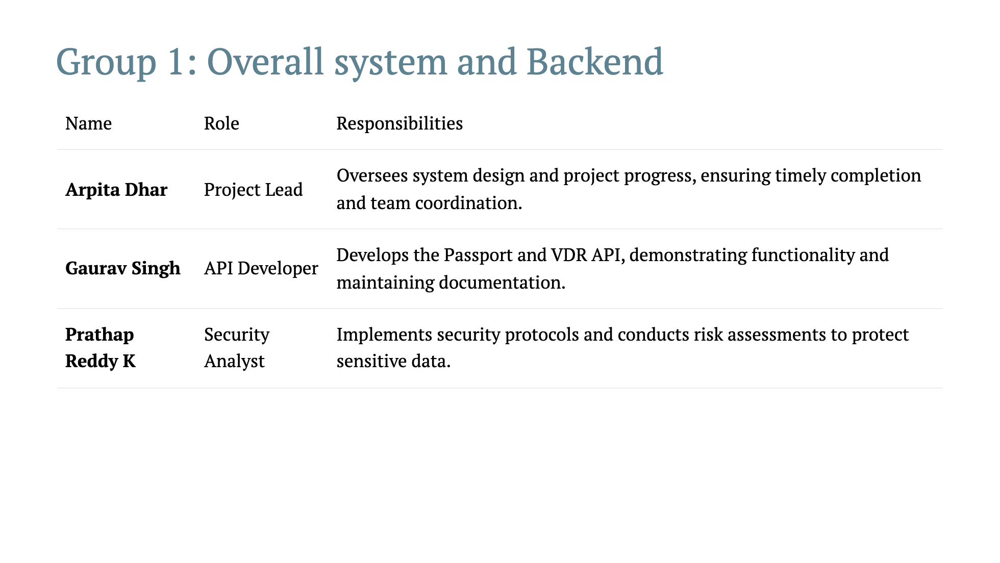 Group 1: Overall system and Backend
Name Role Responsibilities
Arpita Dhar Project Lead Oversees system design and project progress, ensuring timely completion
and team coordination.
Gaurav Singh API Developer Develops the Passport and VDR API, demonstrating functionality and
maintaining documentation.
Prathap Security Implements security protocols and conducts risk assessments to protect
Reddy K Analyst sensitive data.